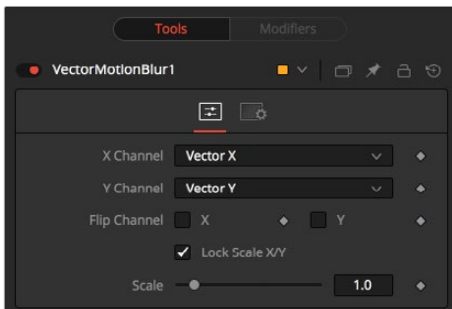 Tools Modifiers
VectorMotionBlur1
X Channel Vector X
Y Channel Vector Y
Flip Channel X Y
Lock Scale X/Y
Scale 1.0